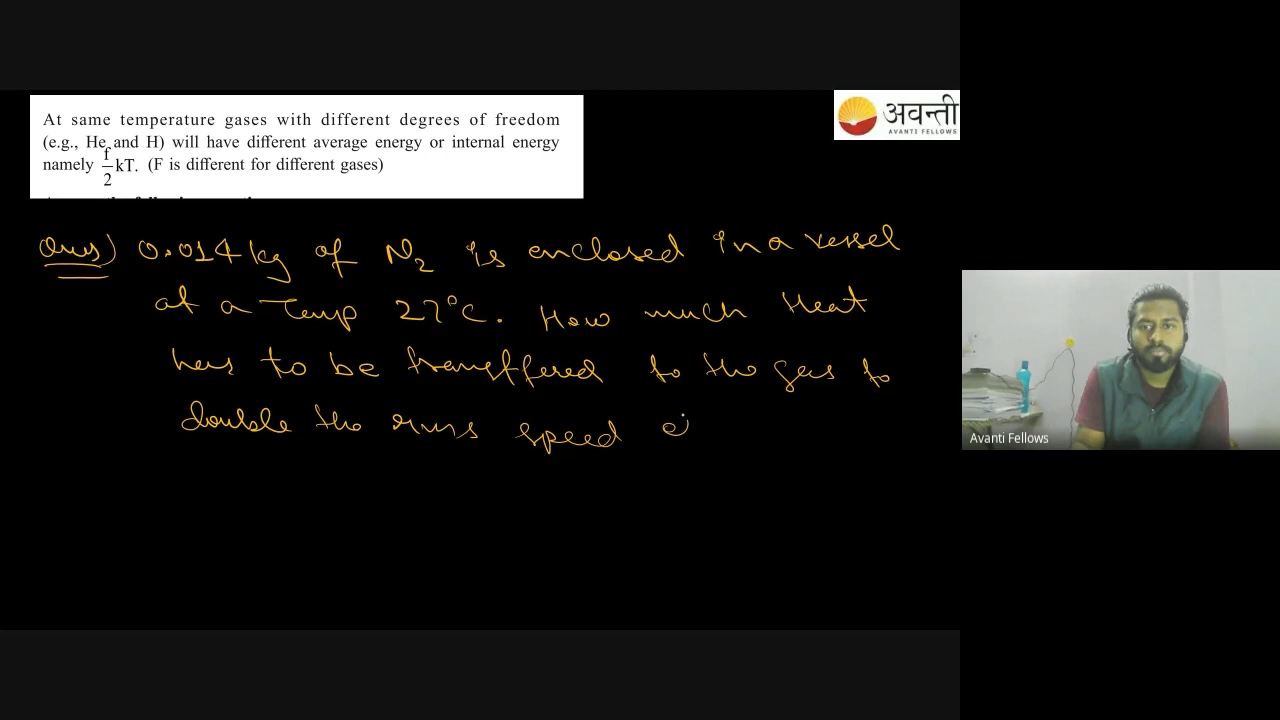 At same temperature gases with different degrees of freedom
(e.g., He and H) will have different average energy or internal energy
namely f/2 kT. (F is different for different gases)
अवन्ती
AVANTI FELLOWS
Ques) 0.014 kg of N2 is enclosed in a vessel
at a Temp 27°C. How much Heat
has to be transffered to the gas to
double the rms speed
Avanti Fellows